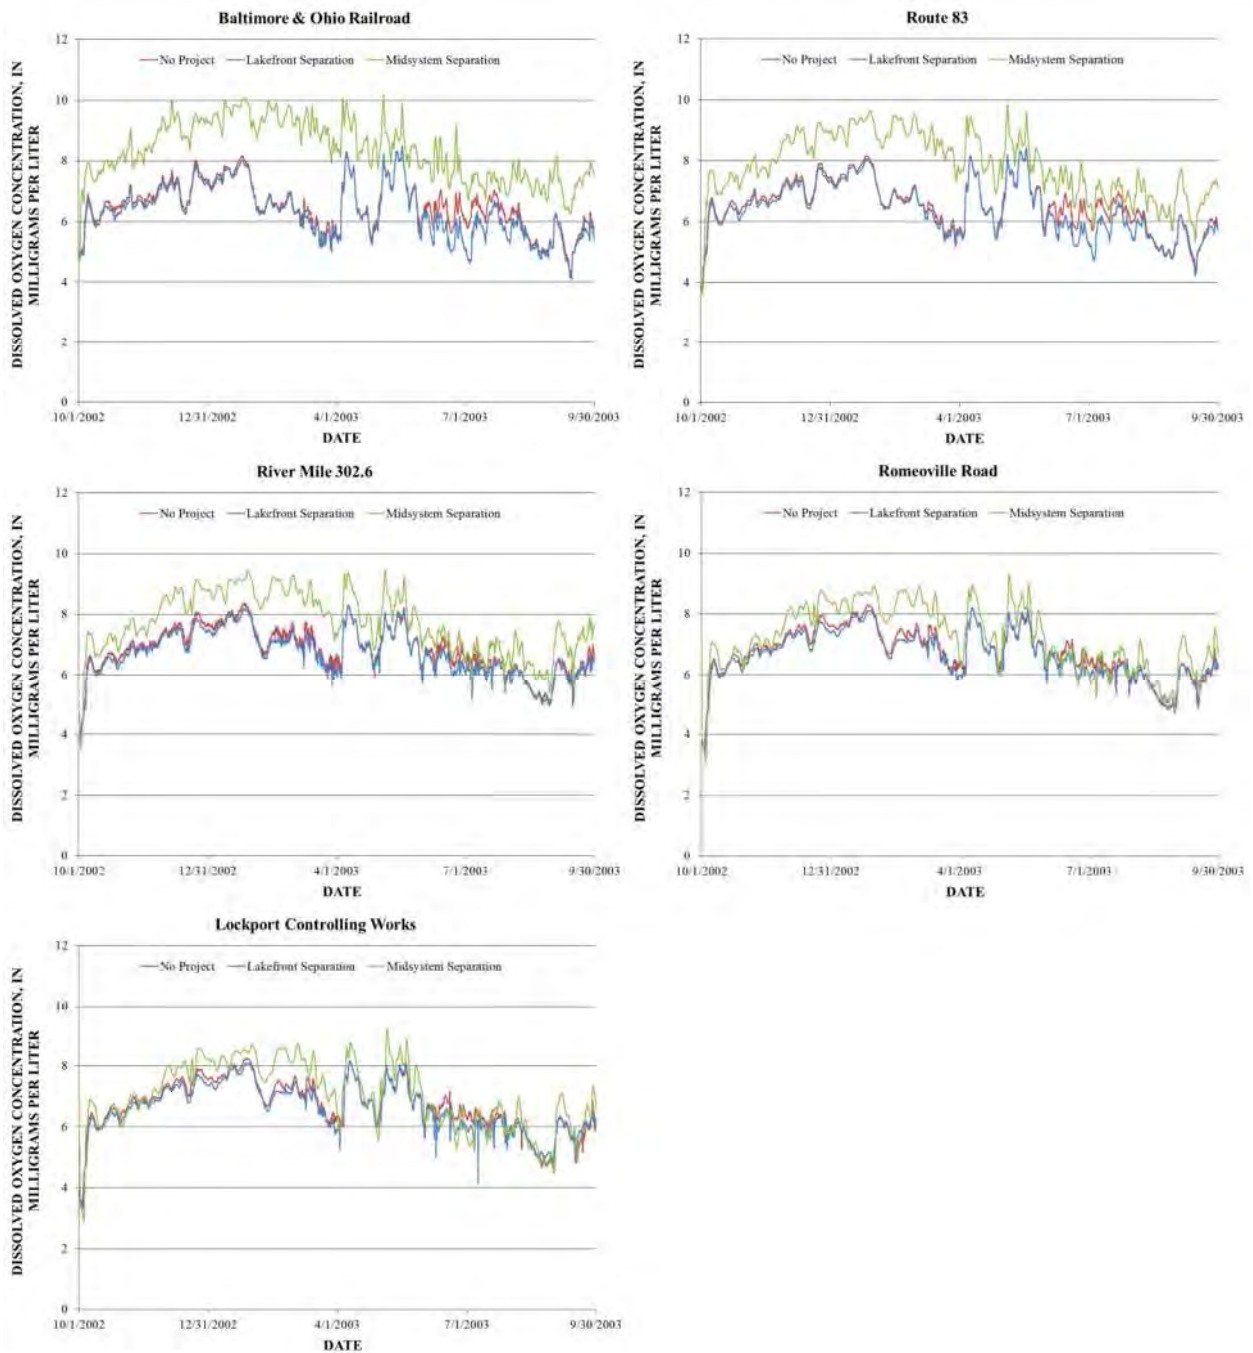 Baltimore & Ohio Railroad
DISSOLVED OXYGEN CONCENTRATION, IN
MILLIGRAMS PER LITER
12
10
8
6
4
2
0
No Project Lakefront Separation Midsystem Separation
10/1/2002 12/31/2002 4/1/2003 7/1/2003 9/30/2003
DATE
Route 83
DISSOLVED OXYGEN CONCENTRATION, IN
MILLIGRAMS PER LITER
12
10
8
6
4
2
0
No Project Lakefront Separation Midsystem Separation
10/1/2002 12/31/2002 4/1/2003 7/1/2003 9/30/2003
DATE
River Mile 302.6
DISSOLVED OXYGEN CONCENTRATION, IN
MILLIGRAMS PER LITER
12
10
8
6
4
2
0
No Project Lakefront Separation Midsystem Separation
10/1/2002 12/31/2002 4/1/2003 7/1/2003 9/30/2003
DATE
Romeoville Road
DISSOLVED OXYGEN CONCENTRATION, IN
MILLIGRAMS PER LITER
12
10
8
6
4
2
0
No Project Lakefront Separation Midsystem Separation
10/1/2002 12/31/2002 4/1/2003 7/1/2003 9/30/2003
DATE
Lockport Controlling Works
DISSOLVED OXYGEN CONCENTRATION, IN
MILLIGRAMS PER LITER
12
10
8
6
4
2
0
No Project Lakefront Separation Midsystem Separation
10/1/2002 12/31/2002 4/1/2003 7/1/2003 9/30/2003
DATE